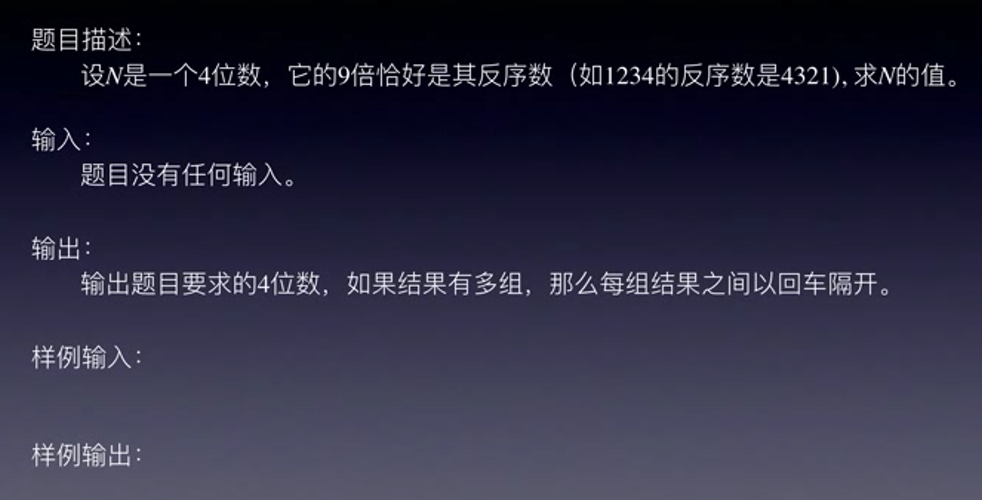 题目描述：
设N是一个4位数，它的9倍恰好是其反序数（如1234的反序数是4321), 求N的值。
输入：
题目没有任何输入。
输出：
输出题目要求的4位数，如果结果有多组，那么每组结果之间以回车隔开。
样例输入：
样例输出：